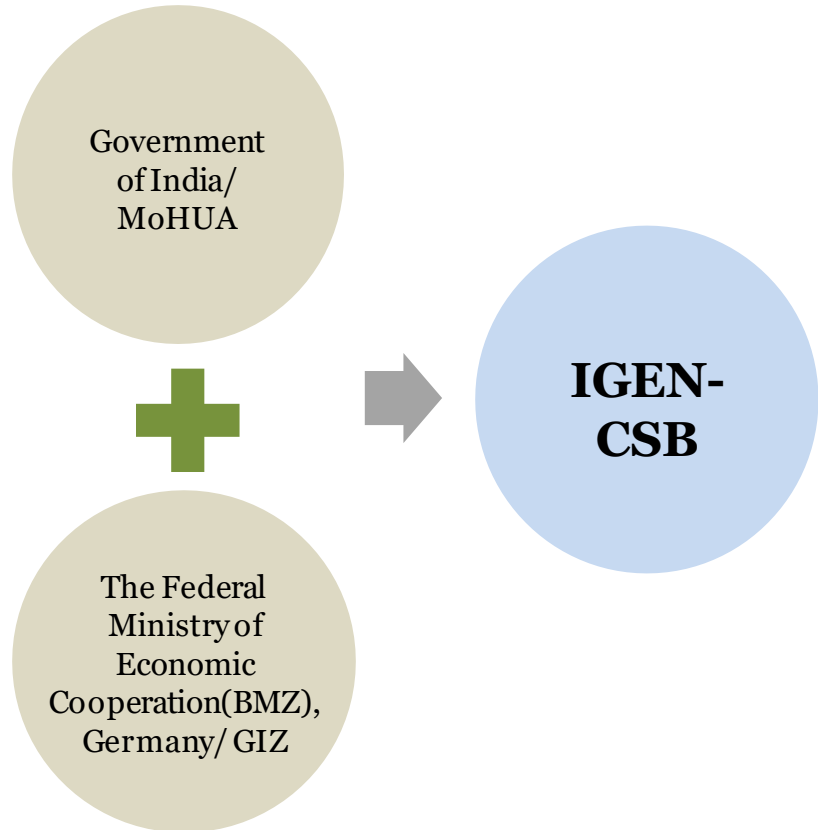 Government
of India/
MoHUA
The Federal
Ministry of
Economic
Cooperation(BMZ),
Germany/ GIZ
IGEN-
CSB